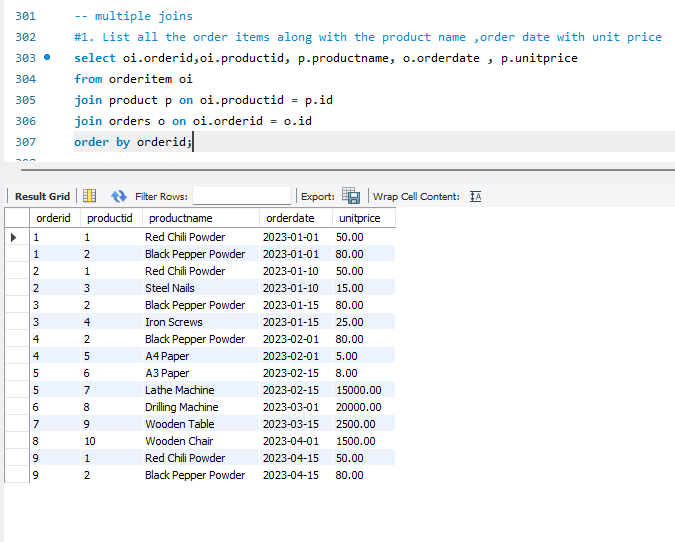 301 -- multiple joins
302 #1. List all the order items along with the product name ,order date with unit price
303 select oi.orderid,oi.productid, p.productname, o.orderdate , p.unitprice
304 from orderitem oi
305 join product p on oi.productid = p.id
306 join orders o on oi.orderid = o.id
307 order by orderid;
Result Grid Filter Rows: Export: Wrap Cell Content:
orderid productid productname orderdate unitprice
1 1 Red Chili Powder 2023-01-01 50.00
1 2 Black Pepper Powder 2023-01-01 80.00
2 1 Red Chili Powder 2023-01-10 50.00
2 3 Steel Nails 2023-01-10 15.00
3 2 Black Pepper Powder 2023-01-15 80.00
3 4 Iron Screws 2023-01-15 25.00
4 2 Black Pepper Powder 2023-02-01 80.00
4 5 A4 Paper 2023-02-01 5.00
5 6 A3 Paper 2023-02-15 8.00
5 7 Lathe Machine 2023-02-15 15000.00
6 8 Drilling Machine 2023-03-01 20000.00
7 9 Wooden Table 2023-03-15 2500.00
8 10 Wooden Chair 2023-04-01 1500.00
9 1 Red Chili Powder 2023-04-15 50.00
9 2 Black Pepper Powder 2023-04-15 80.00